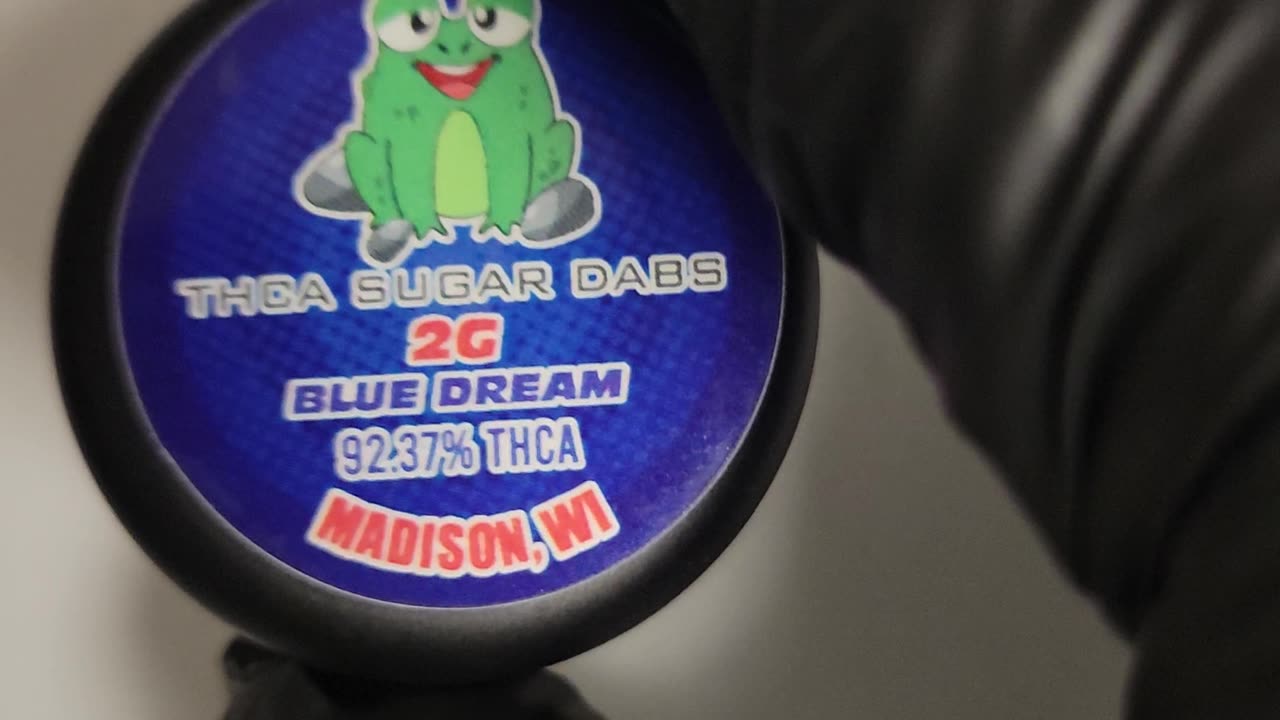 THCA SUGAR DABS
2G
BLUE DREAM
92.37% THCA
MADISON, WI